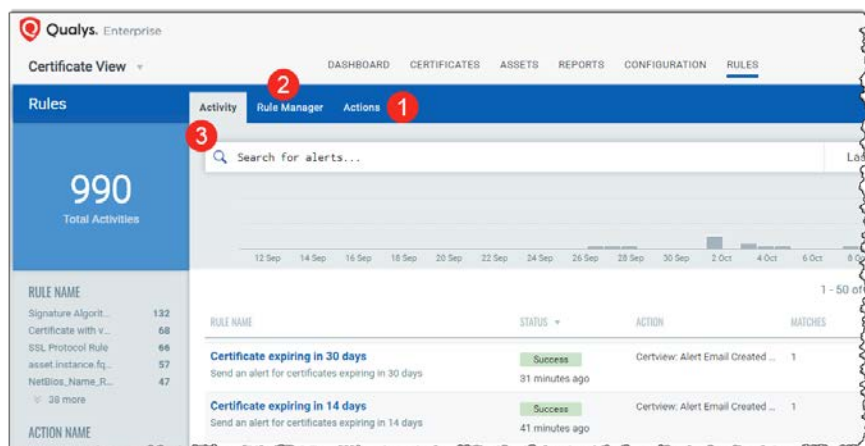 Qualys. Enterprise
Certificate View
DASHBOARD CERTIFICATES ASSETS REPORTS CONFIGURATION RULES
2
Rules
Activity Rule Manager Actions 1
3
Search for alerts... Las
990
Total Activities
12 Sep 14 Sep 16 Sep 18 Sep 20 Sep 22 Sep 24 Sep 26 Sep 28 Sep 30 Sep 2 Oct 4 Oct 6 Oct 8 Oc
1 - 50 of
RULE NAME
Signature Algorit... 132
Certificate with v... 68
SSL Protocol Rule 66
asset.instance.fq... 57
NetBios_Name_R... 47
38 more
ACTION NAME
RULE NAME STATUS ACTION MATCHES
Certificate expiring in 30 days Success Certview: Alert Email Created ... 1
Send an alert for certificates expiring in 30 days
31 minutes ago
Certificate expiring in 14 days Success Certview: Alert Email Created ... 1
Send an alert for certificates expiring in 14 days
41 minutes ago